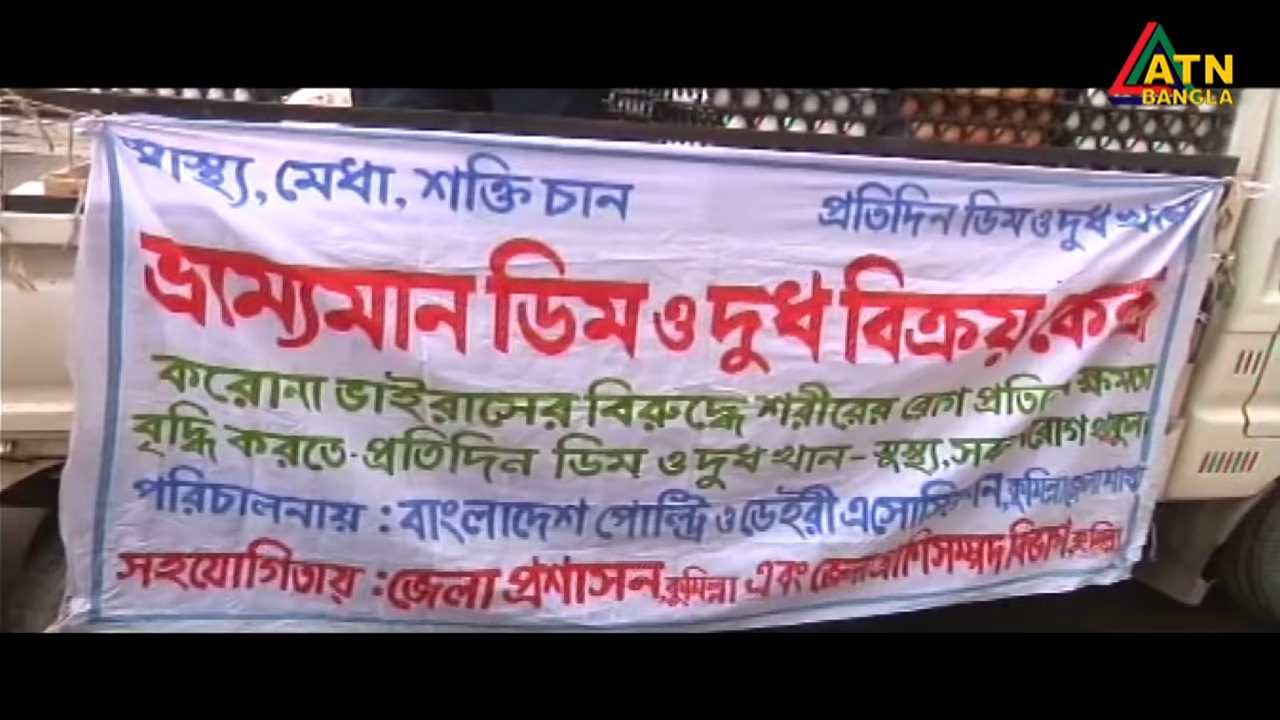 ATN
BANGLA
স্বাস্থ্য, মেধা, শক্তি চান
প্রতিদিন ডিম ও দুধ খান
ভ্রাম্যমান ডিম ও দুধ বিক্রয় কেন্দ্র
করোনা ভাইরাসের বিরুদ্ধে শরীরের রোগ প্রতিরোধ ক্ষমতা
বৃদ্ধি করতে-প্রতিদিন ডিম ও দুধ খান-সুস্থ্য,
পরিচালনায় : বাংলাদেশ পোল্ট্রি ও ডেইরী এসোসিয়েশন, কুমিল্লা জেলা শাখা
সহযোগিতায় : জেলা প্রশাসন, কুমিল্লা এবং জেলা প্রাণিসম্পদ বিভাগ, কুমিল্লা